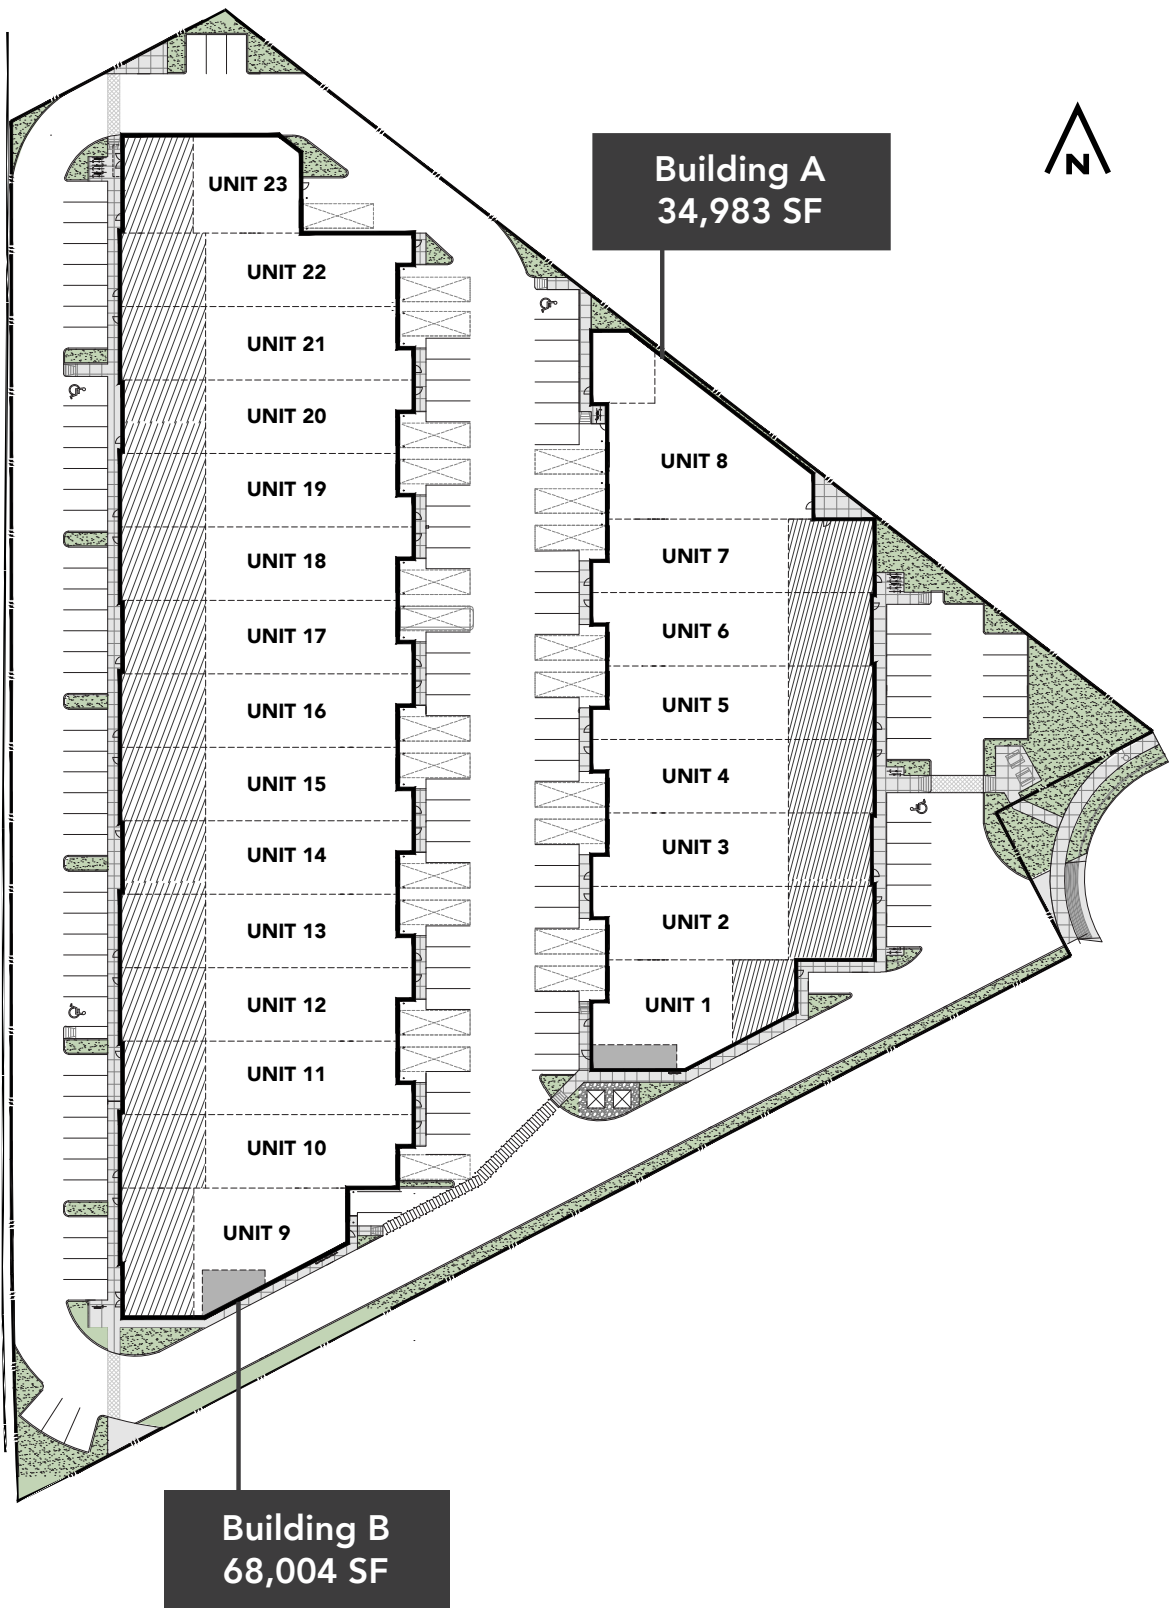 N
Building A
34,983 SF
UNIT 23
UNIT 22
UNIT 21
UNIT 20
UNIT 19
UNIT 18
UNIT 17
UNIT 16
UNIT 15
UNIT 14
UNIT 13
UNIT 12
UNIT 11
UNIT 10
UNIT 9
UNIT 8
UNIT 7
UNIT 6
UNIT 5
UNIT 4
UNIT 3
UNIT 2
UNIT 1
Building B
68,004 SF